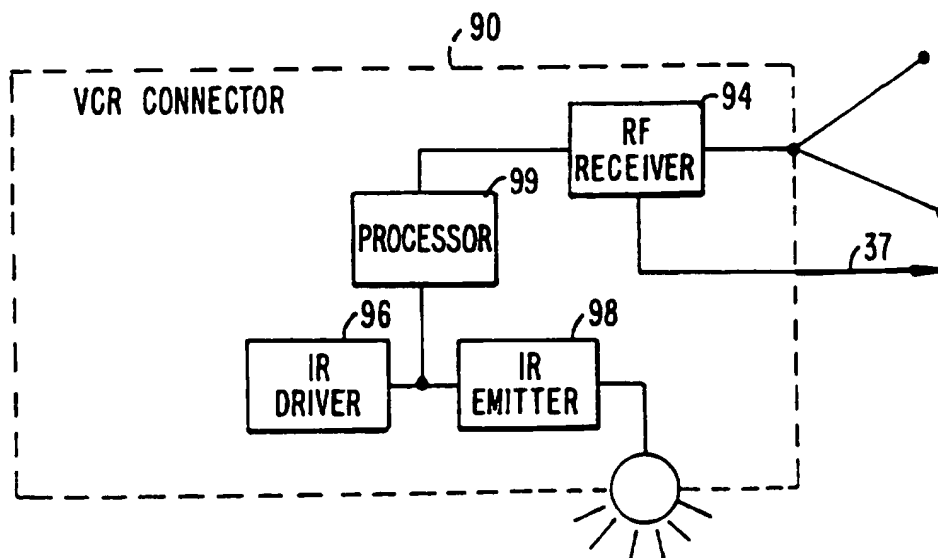 90
VCR CONNECTOR
94
RF
RECEIVER
99
PROCESSOR
37
96
98
IR
DRIVER
IR
EMITTER